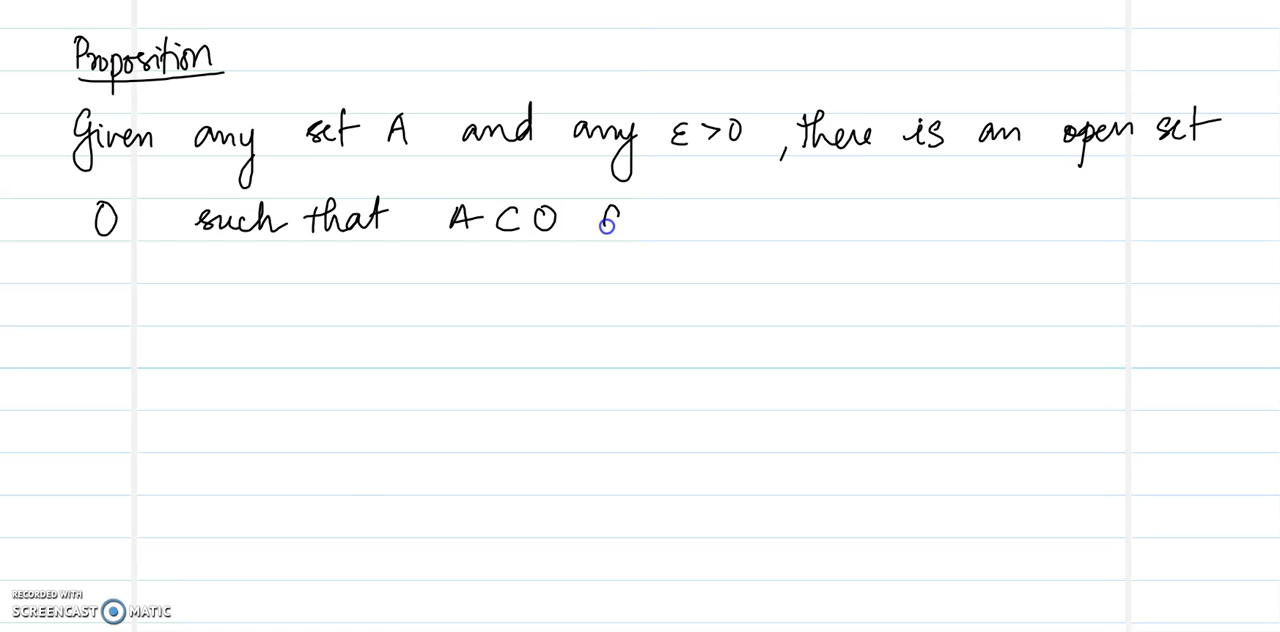 Proposition
Given any set A and any ε>0, there is an open set
O such that A ⊂ O
RECORDED WITH
SCREENCAST MATIC